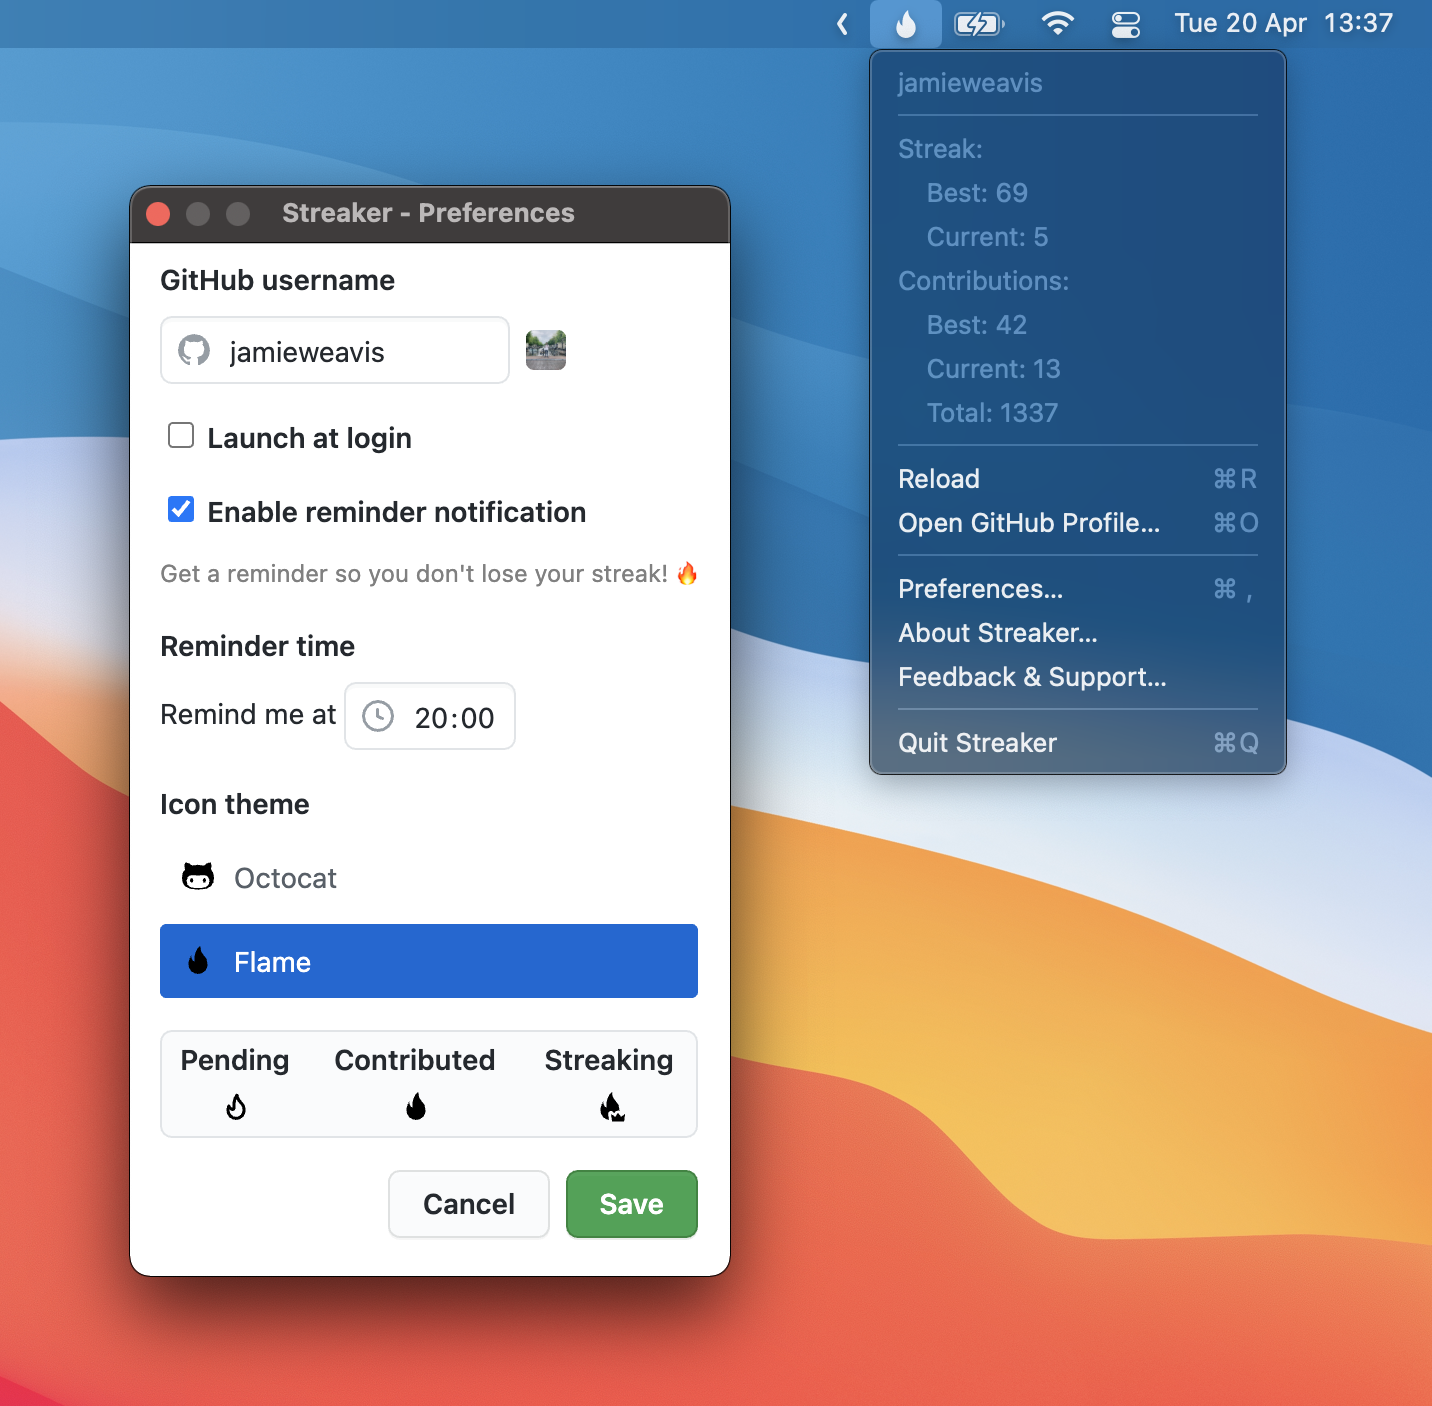 Tue 20 Apr 13:37
jamieweavis
Streak:
Best: 69
Current: 5
Contributions:
Best: 42
Current: 13
Total: 1337
Reload ⌘R
Open GitHub Profile... ⌘O
Preferences... ⌘ ,
About Streaker...
Feedback & Support...
Quit Streaker ⌘Q
Streaker - Preferences
GitHub username
jamieweavis
Launch at login
Enable reminder notification
Get a reminder so you don't lose your streak! 🔥
Reminder time
Remind me at 20:00
Icon theme
Octocat
Flame
Pending Contributed Streaking
Cancel Save